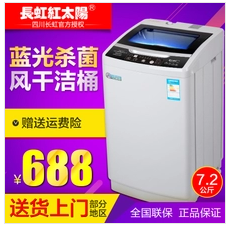 長虹紅太陽®
四川长虹官方授权
蓝光杀菌
风干洁桶
赠送运费险
¥688
7.2
公斤
送货上门 部分地区
全国联保 正品保证